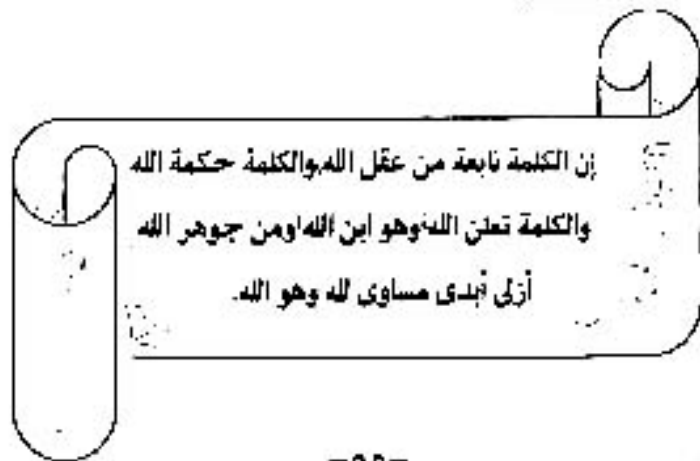 إن الكلمة نابعة من عقل الله،والكلمة حكمة الله
والكلمة تعلن الله،وهو ابن الله،ومن جوهر الله
أزلى أبدى مساوى لله وهو الله.